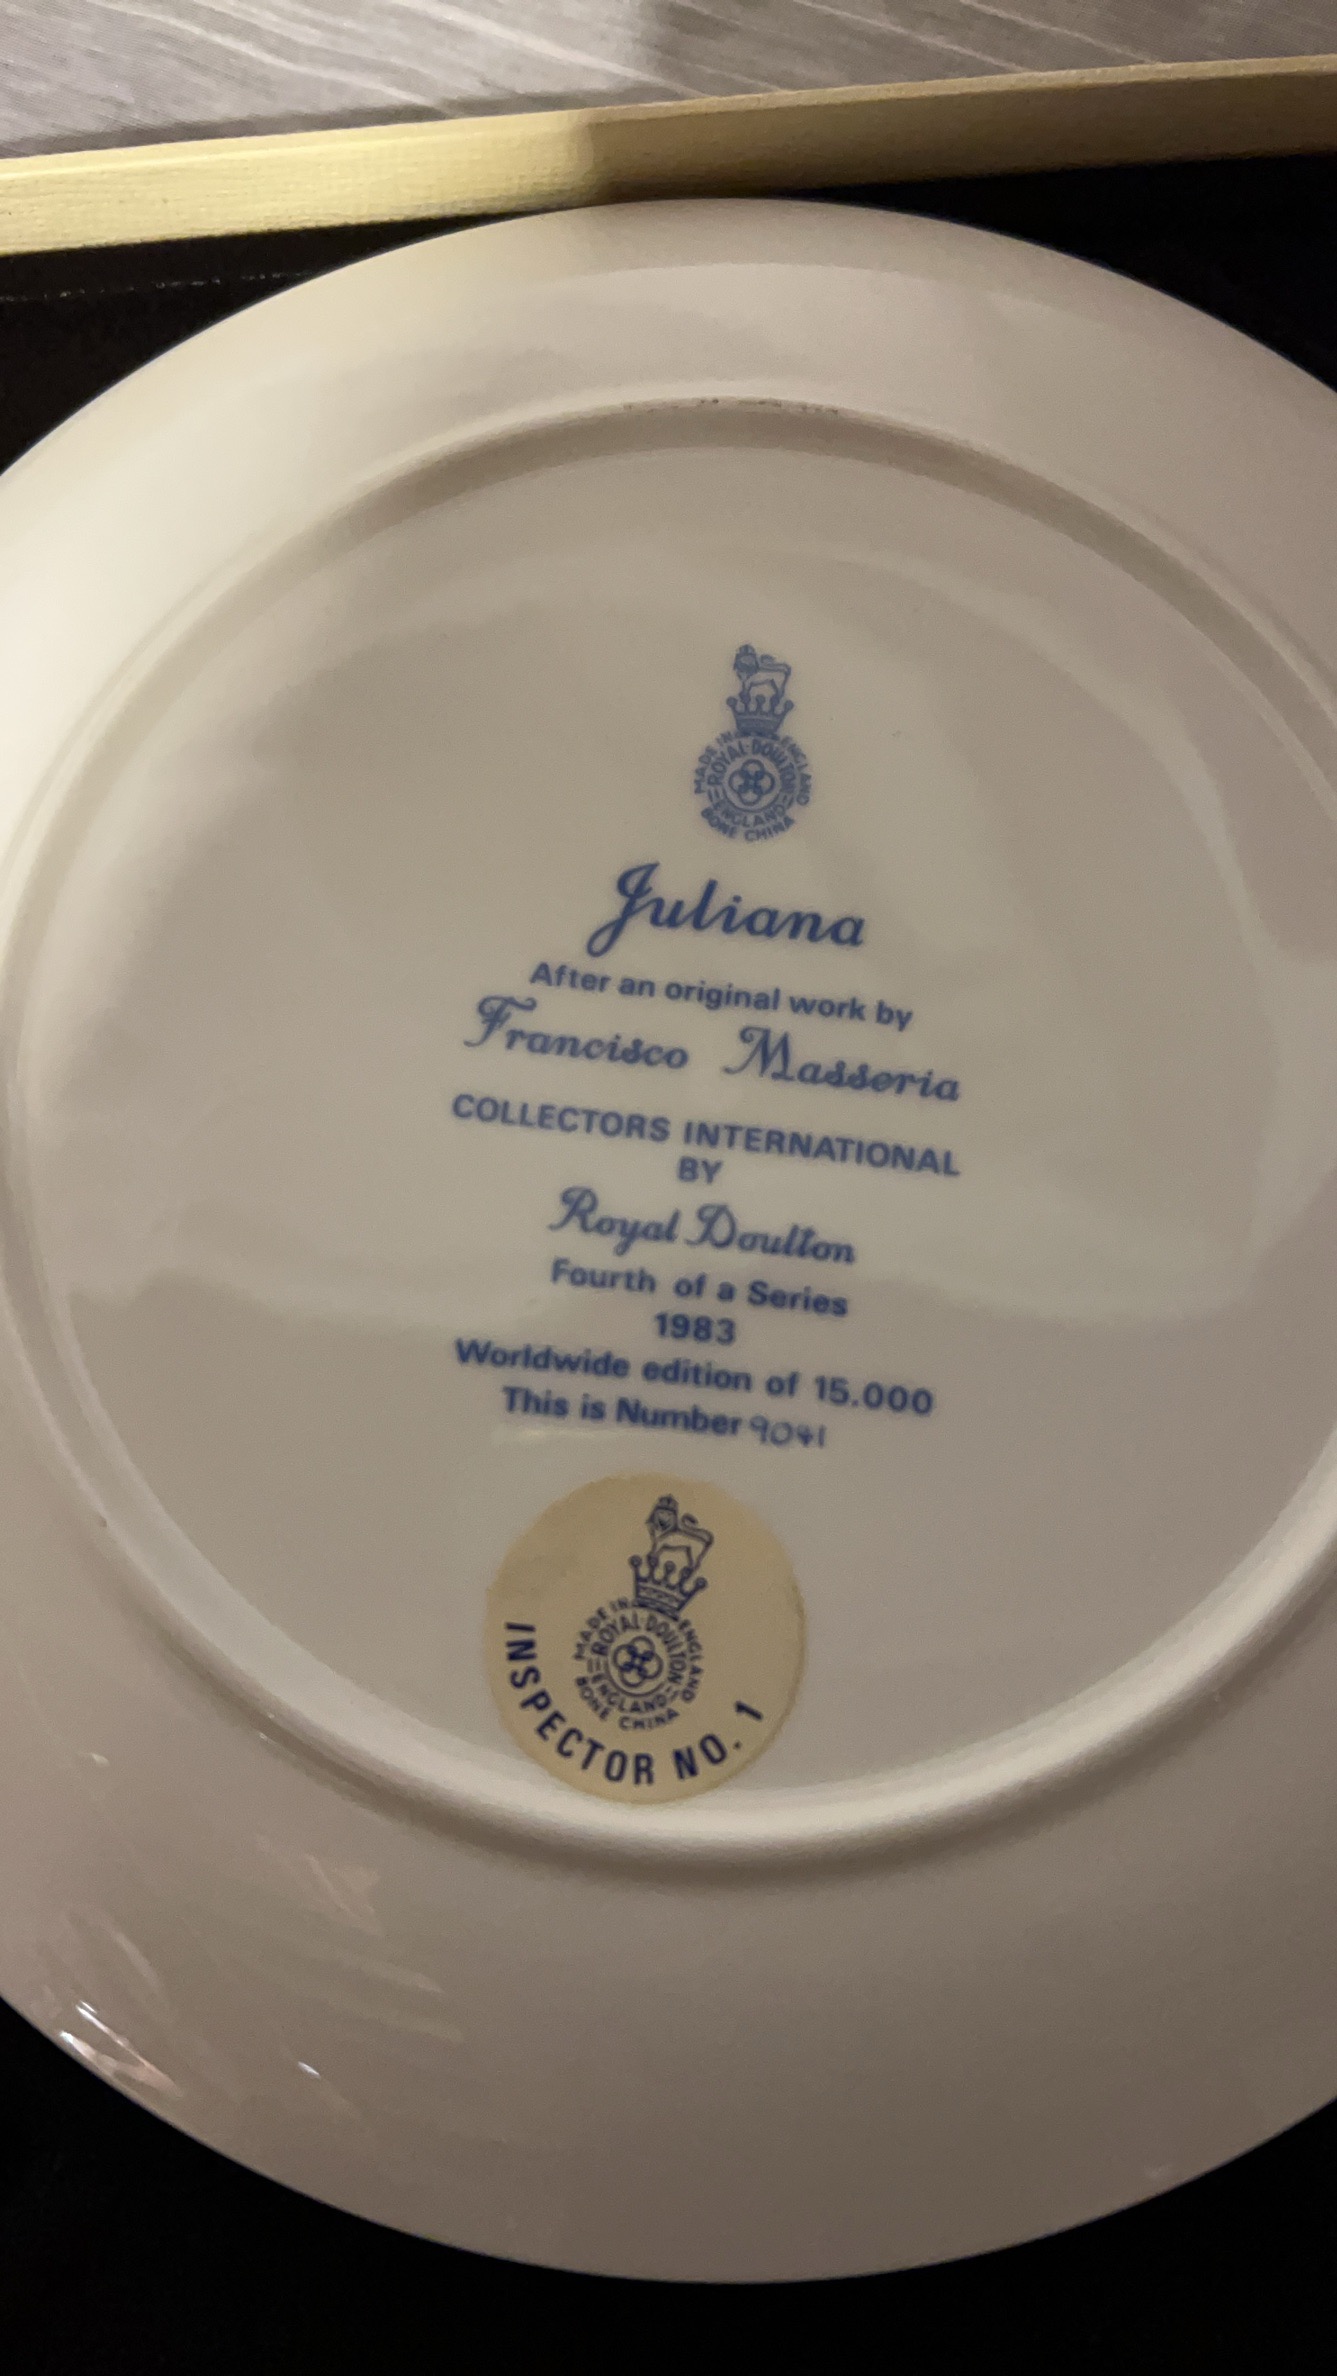 MADE IN ENGLAND
ROYAL·DOULTON
ENGLAND
BONE CHINA
Juliana
After an original work by
Francisco Masseria
COLLECTORS INTERNATIONAL
BY
Royal Doulton
Fourth of a Series
1983
Worldwide edition of 15.000
This is Number 9041
MADE IN ENGLAND
ROYAL·DOULTON
ENGLAND
BONE CHINA
INSPECTOR NO. 1